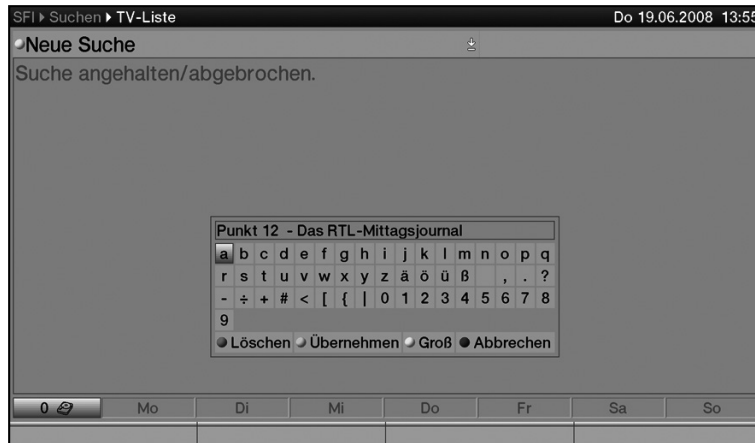 SFI ▸ Suchen ▸ TV-Liste Do 19.06.2008 13:55
Neue Suche
Suche angehalten/abgebrochen.
Punkt 12 - Das RTL-Mittagsjournal
a b c d e f g h i j k l m n o p q
r s t u v w x y z ä ö ü ß , . ?
- ÷ + # < [ { | 0 1 2 3 4 5 6 7 8
9
Löschen Übernehmen Groß Abbrechen
0 Mo Di Mi Do Fr Sa So